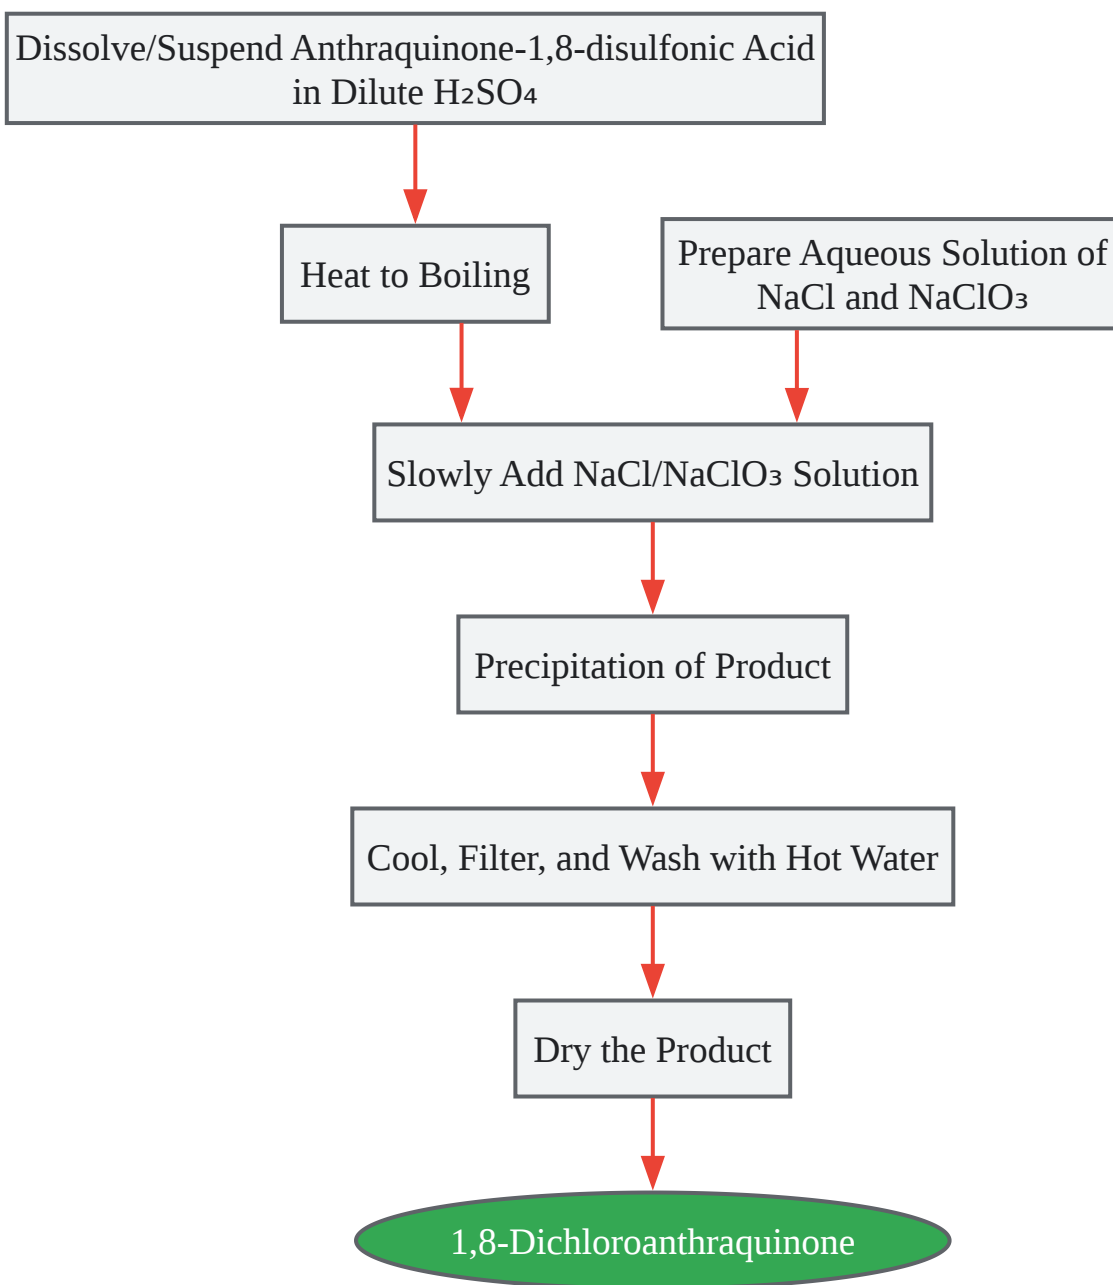 Dissolve/Suspend Anthraquinone-1,8-disulfonic Acid
in Dilute H₂SO₄
Heat to Boiling
Prepare Aqueous Solution of
NaCl and NaClO₃
Slowly Add NaCl/NaClO₃ Solution
Precipitation of Product
Cool, Filter, and Wash with Hot Water
Dry the Product
1,8-Dichloroanthraquinone